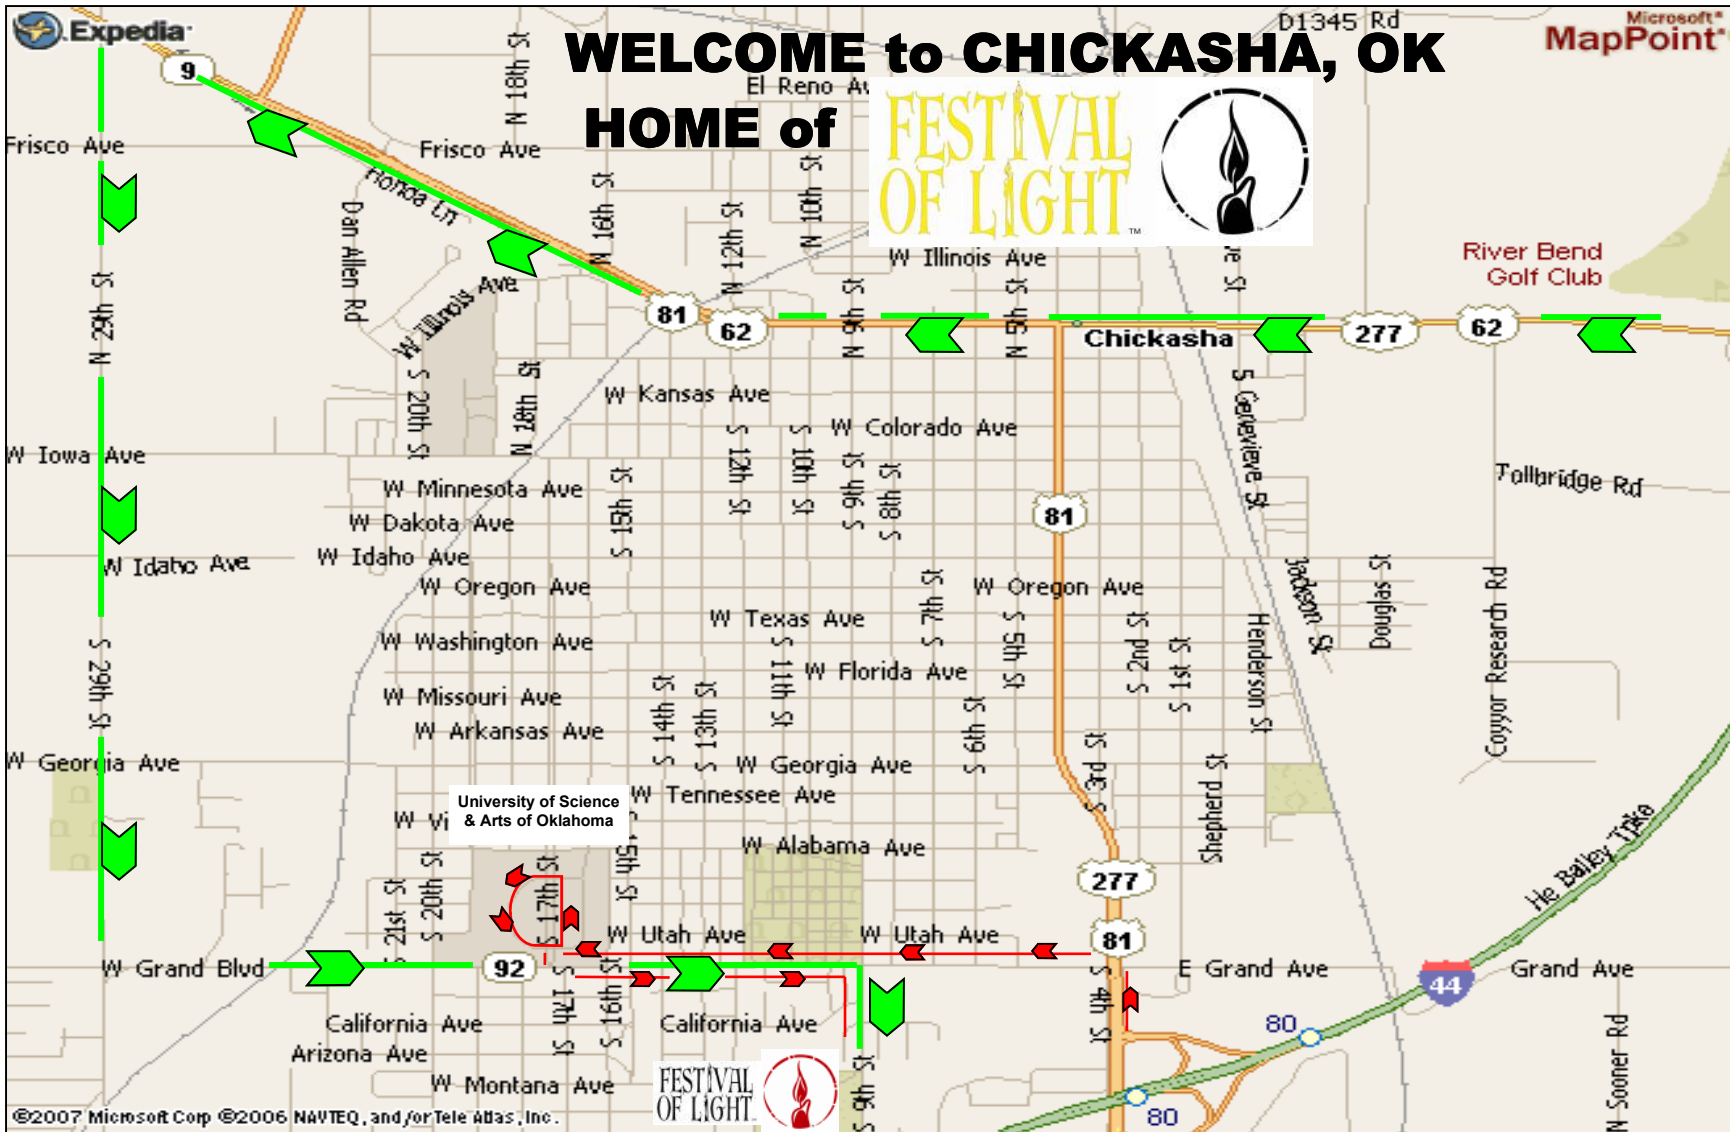 Expedia
WELCOME to CHICKASHA, OK
D1345 Rd
Microsoft®
MapPoint®
9
N 18th St
El Reno Av
HOME of
FESTIVAL
OF LIGHT
™
Frisco Ave
Frisco Ave
Honda Ln
Dan Allen Rd
N 16th St
N 12th St
N 10th St
W Illinois Ave
ve St
River Bend
Golf Club
N 29th St
W Illinois Ave
81
62
N 9th St
N 5th St
Chickasha
277
62
S 20th St
N 18th St
W Kansas Ave
W Colorado Ave
S Genevieve St
W Iowa Ave
S 12th St
S 10th St
S 9th St
S 8th St
W Minnesota Ave
S 15th St
Tollbridge Rd
W Dakota Ave
81
W Idaho Ave
W Idaho Ave
W Oregon Ave
S 7th St
W Oregon Ave
Jackson St
Douglas St
Coyyor Research Rd
W Texas Ave
W Washington Ave
S 29th St
S 11th St
W Florida Ave
S 5th St
S 2nd St
S 1st St
Henderson St
W Missouri Ave
S 14th St
S 13th St
W Arkansas Ave
S 6th St
W Georgia Ave
W Georgia Ave
S 3rd St
Shepherd St
University of Science
& Arts of Oklahoma
W Tennessee Ave
W Vi
S 15th St
W Alabama Ave
He Bailey Tpke
277
S 21st St
S 20th St
S 17th St
W Utah Ave
W Utah Ave
81
W Grand Blvd
92
E Grand Ave
Grand Ave
44
S 17th St
S 16th St
S 4th St
California Ave
California Ave
80
Arizona Ave
N Sooner Rd
W Montana Ave
FESTIVAL
OF LIGHT
S 9th St
80
©2007 Microsoft Corp ©2006 NAVTEQ, and/or Tele Atlas, Inc.